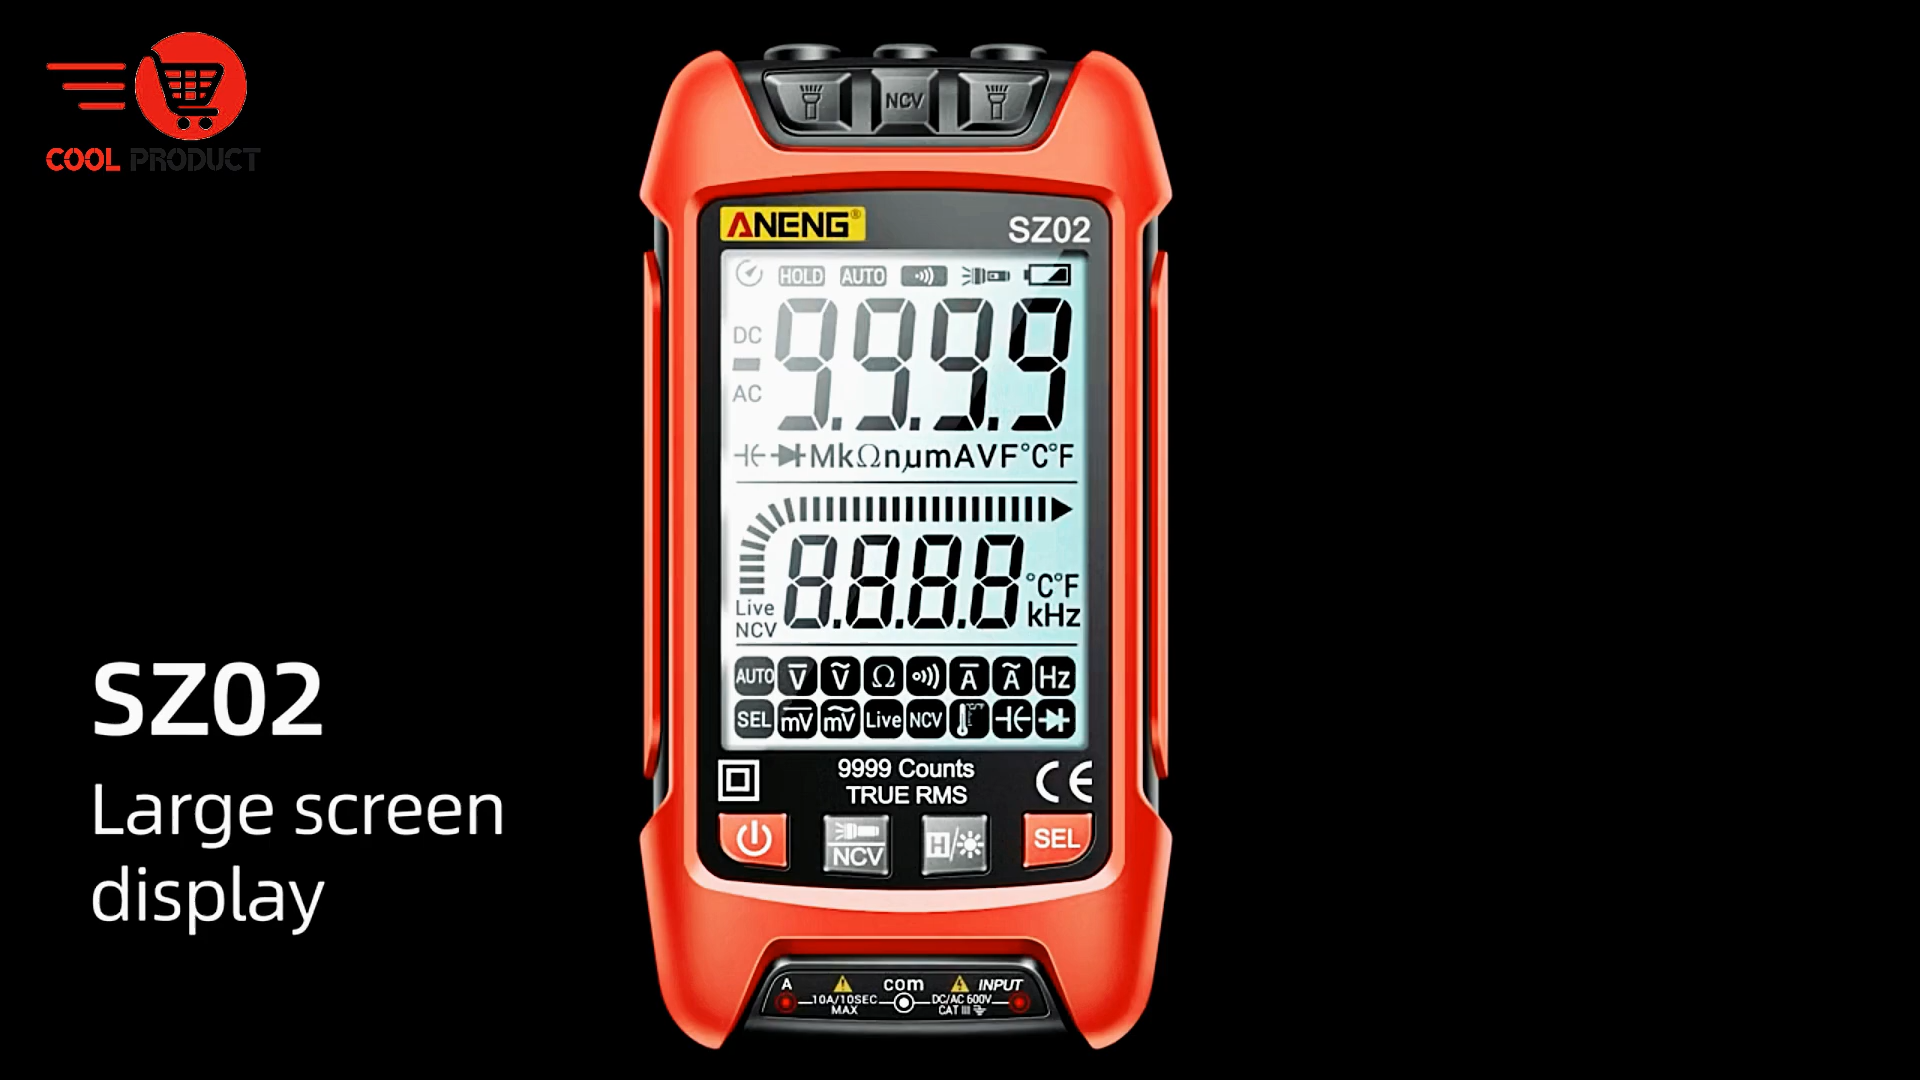 COOL PRODUCT
NCV
ANENG®
SZ02
HOLD AUTO
DC
AC
9.9.9.9
MkΩnμmAVF°C°F
8.8.8.8
°C°F
kHz
Live
NCV
AUTO V V Ω A A Hz
SEL mV mV Live NCV
9999 Counts
TRUE RMS
CE
NCV
H/
SEL
A com INPUT
10A/10SEC
MAX
DC/AC 600V
CAT III
SZ02
Large screen
display